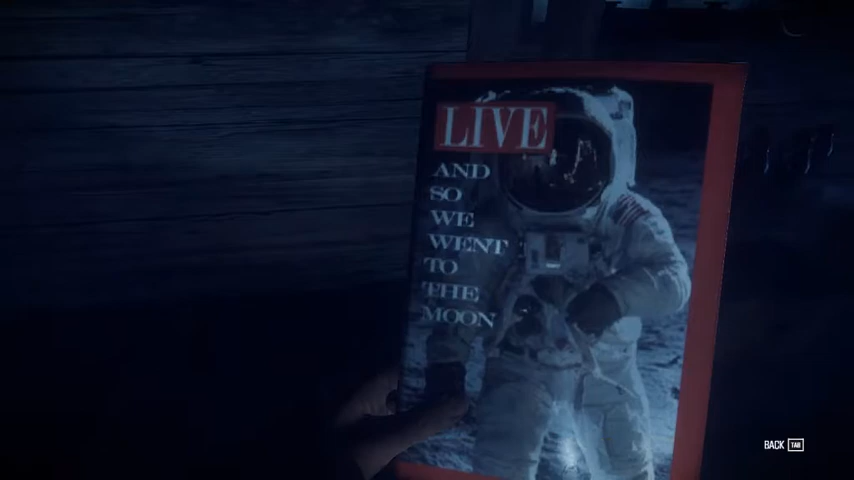 LIVE
AND
SO
WE
WENT
TO
THE
MOON
BACK TAB